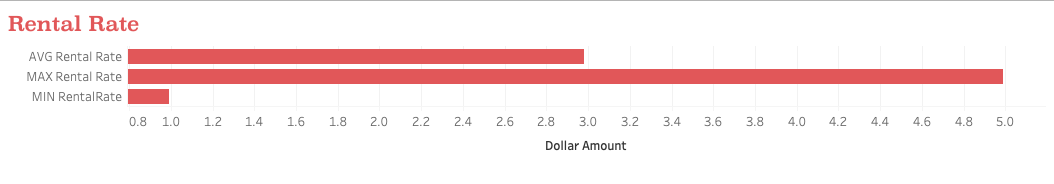 Rental Rate
AVG Rental Rate
MAX Rental Rate
MIN RentalRate
0.8 1.0 1.2 1.4 1.6 1.8 2.0 2.2 2.4 2.6 2.8 3.0 3.2 3.4 3.6 3.8 4.0 4.2 4.4 4.6 4.8 5.0
Dollar Amount